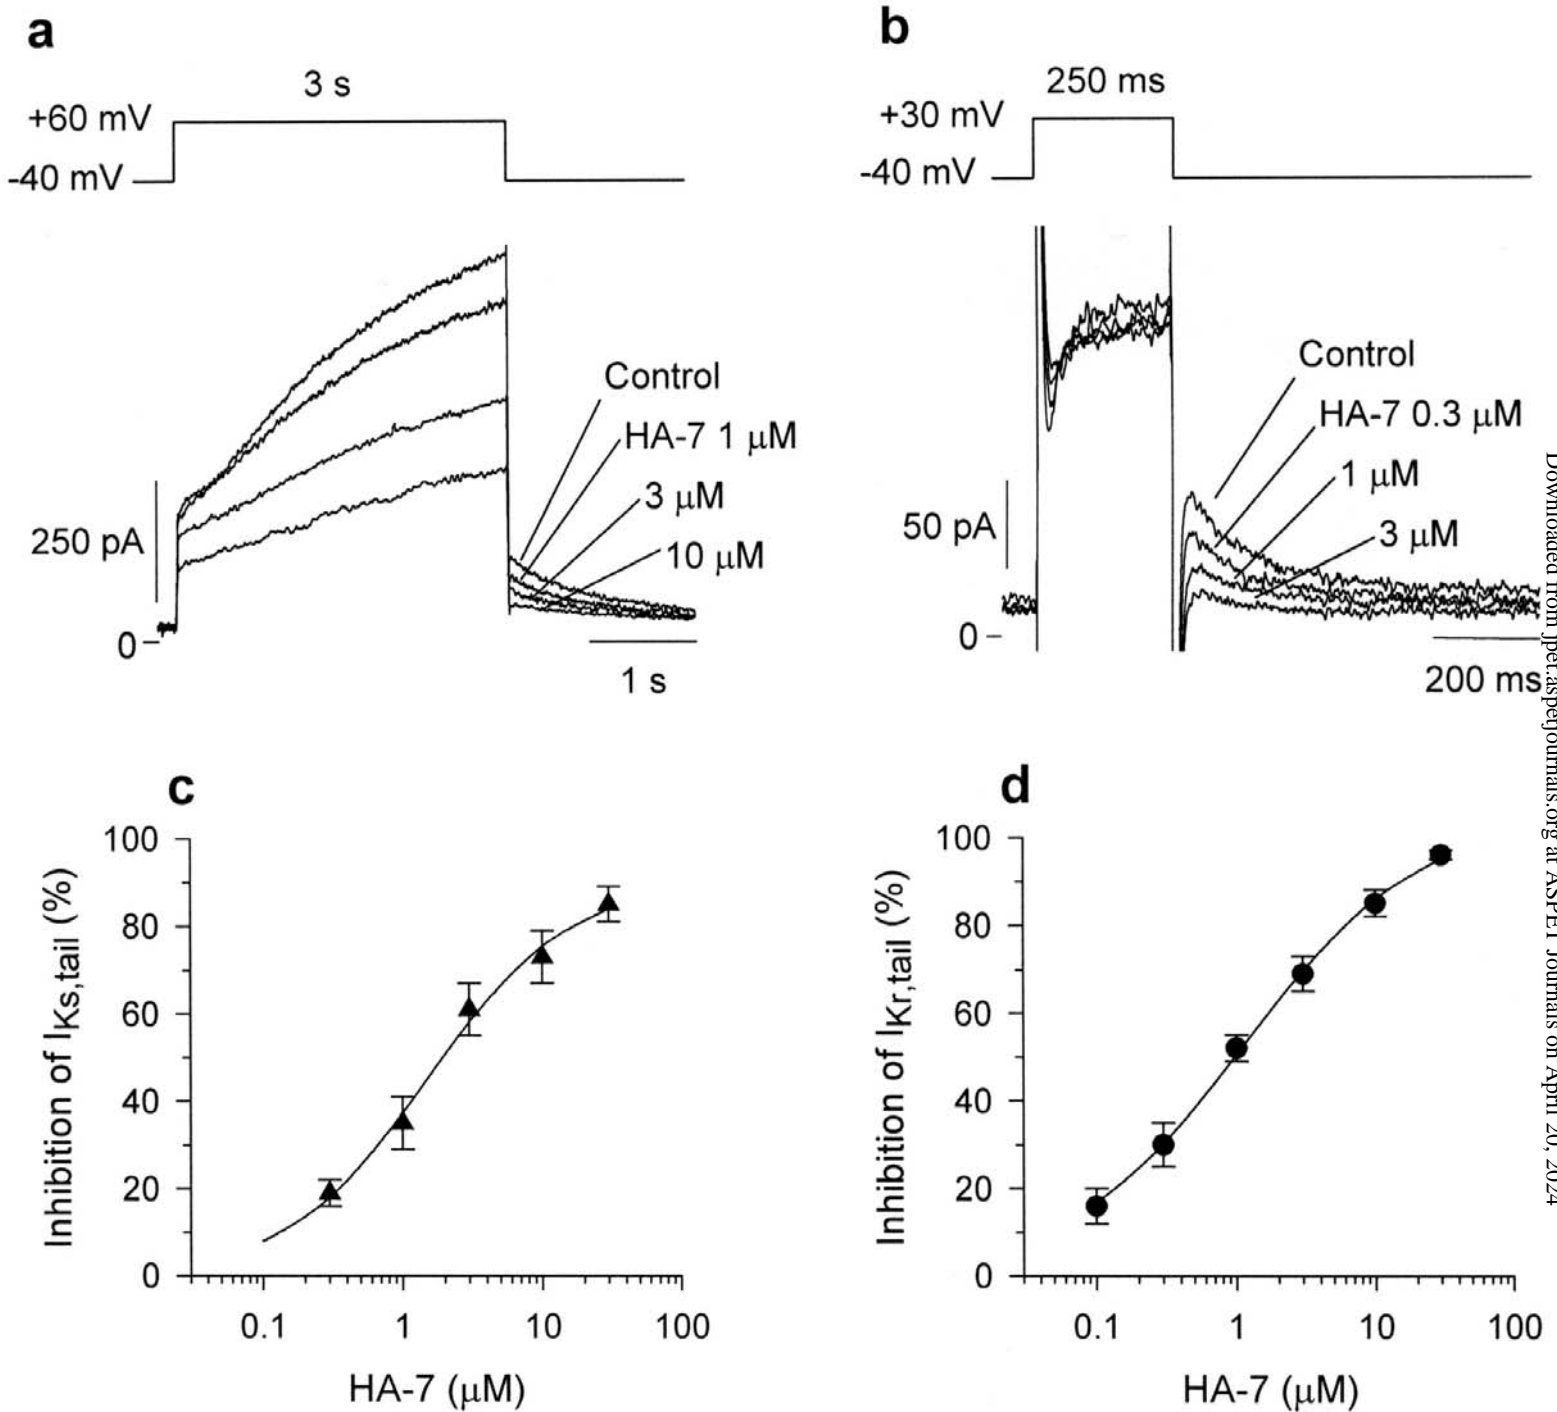 a
3 s
+60 mV
-40 mV
Control
HA-7 1 μM
3 μM
10 μM
250 pA
0
1 s
b
250 ms
+30 mV
-40 mV
Control
HA-7 0.3 μM
1 μM
3 μM
50 pA
0
200 ms
c
Inhibition of IKs,tail (%)
100
80
60
40
20
0
0.1 1 10 100
HA-7 (μM)
d
Inhibition of IKr,tail (%)
100
80
60
40
20
0
0.1 1 10 100
HA-7 (μM)
Downloaded from jpet.aspetjournals.org at ASPET Journals on April 20, 2024